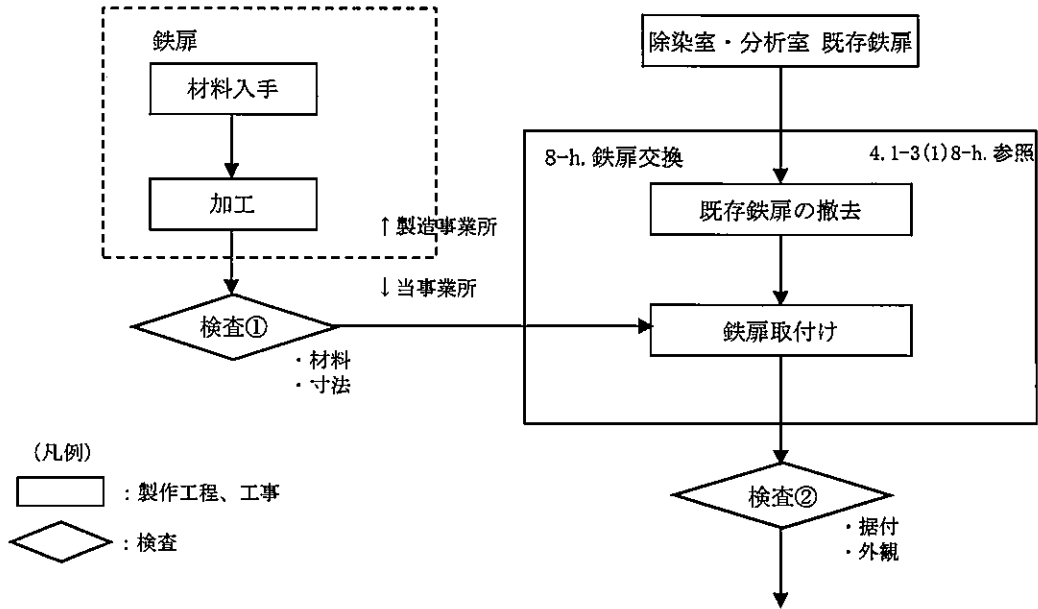 鉄扉
材料入手
加工
↑製造事業所
↓当事業所
検査①
・材料
・寸法
除染室・分析室 既存鉄扉
8-h. 鉄扉交換
4.1-3(1)8-h. 参照
既存鉄扉の撤去
鉄扉取付け
検査②
・据付
・外観
(凡例)
：製作工程、工事
：検査